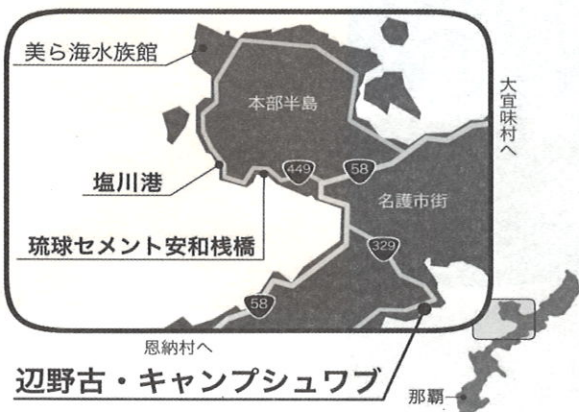 美ら海水族館
本部半島
大宜味村へ
塩川港
449
58
名護市街
琉球セメント安和桟橋
329
58
恩納村へ
辺野古・キャンプシュワブ
那覇